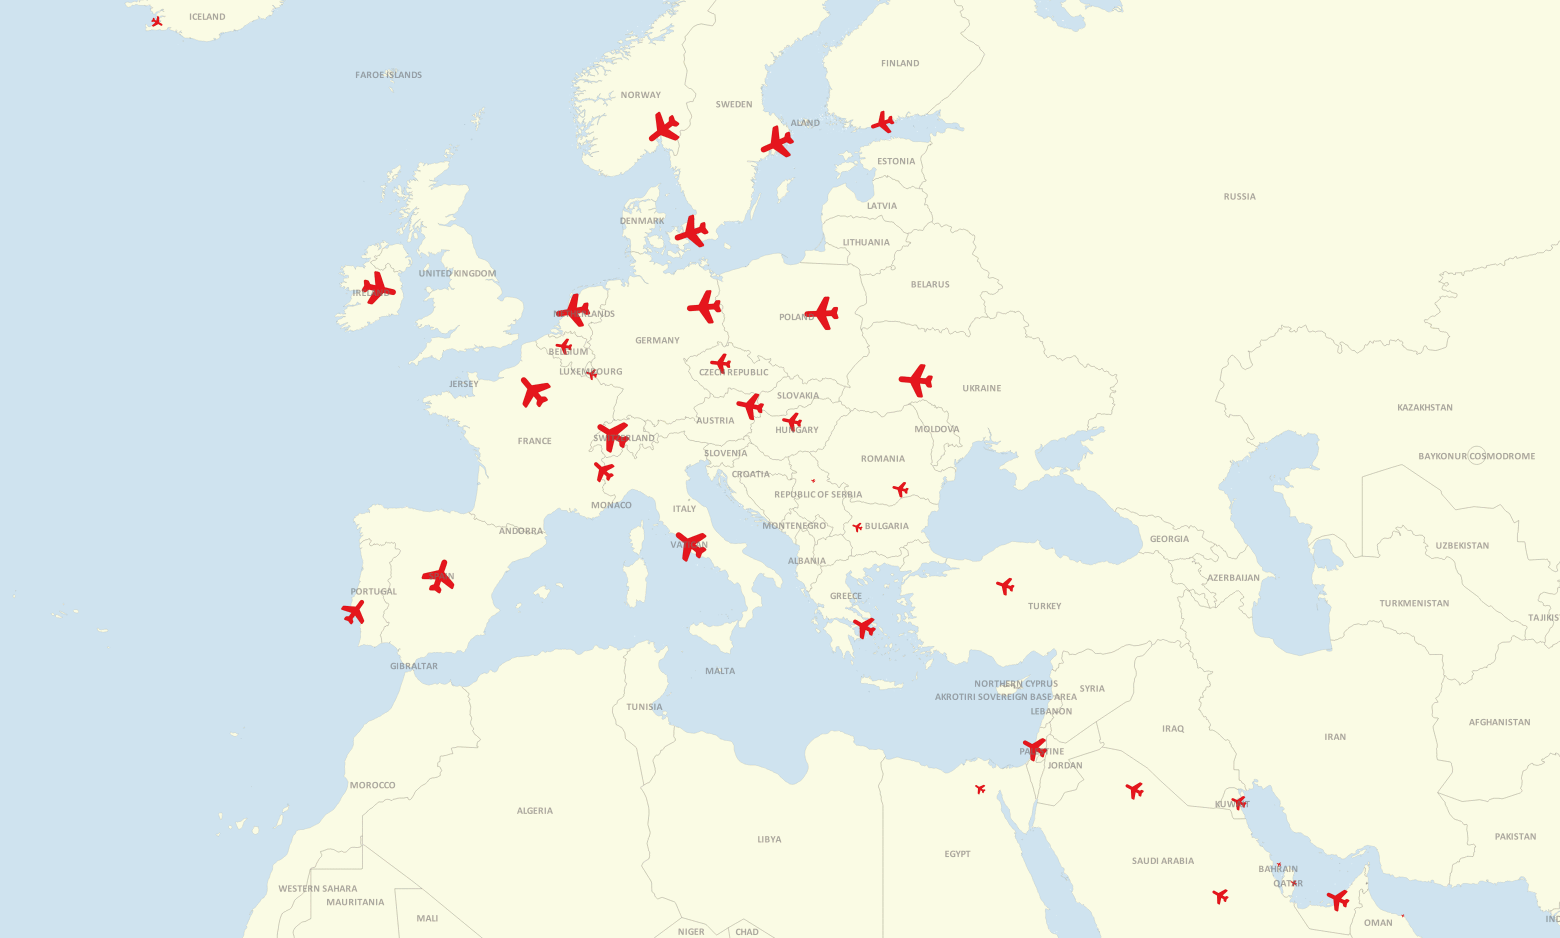 ICELAND
FAROE ISLANDS
FINLAND
NORWAY
SWEDEN
ALAND
ESTONIA
RUSSIA
LATVIA
DENMARK
LITHUANIA
UNITED KINGDOM
BELARUS
IRELAND
NETHERLANDS
POLAND
GERMANY
BELGIUM
LUXEMBOURG
CZECH REPUBLIC
JERSEY
UKRAINE
SLOVAKIA
KAZAKHSTAN
AUSTRIA
HUNGARY
MOLDOVA
FRANCE
SWITZERLAND
SLOVENIA
BAYKONUR COSMODROME
ROMANIA
CROATIA
REPUBLIC OF SERBIA
MONACO
ITALY
ANDORRA
MONTENEGRO
BULGARIA
GEORGIA
VATICAN
UZBEKISTAN
ALBANIA
SPAIN
AZERBAIJAN
PORTUGAL
GREECE
TURKEY
TURKMENISTAN
TAJIKIS
GIBRALTAR
MALTA
NORTHERN CYPRUS
SYRIA
AKROTIRI SOVEREIGN BASE AREA
TUNISIA
LEBANON
AFGHANISTAN
IRAQ
IRAN
PALESTINE
JORDAN
MOROCCO
KUWAIT
ALGERIA
PAKISTAN
LIBYA
EGYPT
SAUDI ARABIA
BAHRAIN
QATAR
WESTERN SAHARA
MAURITANIA
MALI
OMAN
IND
NIGER
CHAD